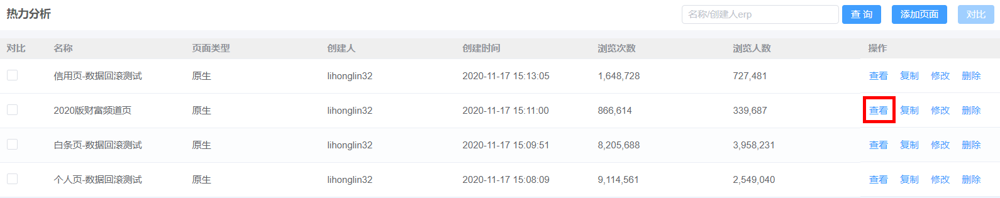 热力分析 名称/创建人erp 查 询 添加页面 对比
对比 名称 页面类型 创建人 创建时间 浏览次数 浏览人数 操作
信用页-数据回滚测试 原生 lihonglin32 2020-11-17 15:13:05 1,648,728 727,481 查看 复制 修改 删除
2020版财富频道页 原生 lihonglin32 2020-11-17 15:11:00 866,614 339,687 查看 复制 修改 删除
白条页-数据回滚测试 原生 lihonglin32 2020-11-17 15:09:51 8,205,688 3,958,231 查看 复制 修改 删除
个人页-数据回滚测试 原生 lihonglin32 2020-11-17 15:08:09 9,114,561 2,549,040 查看 复制 修改 删除